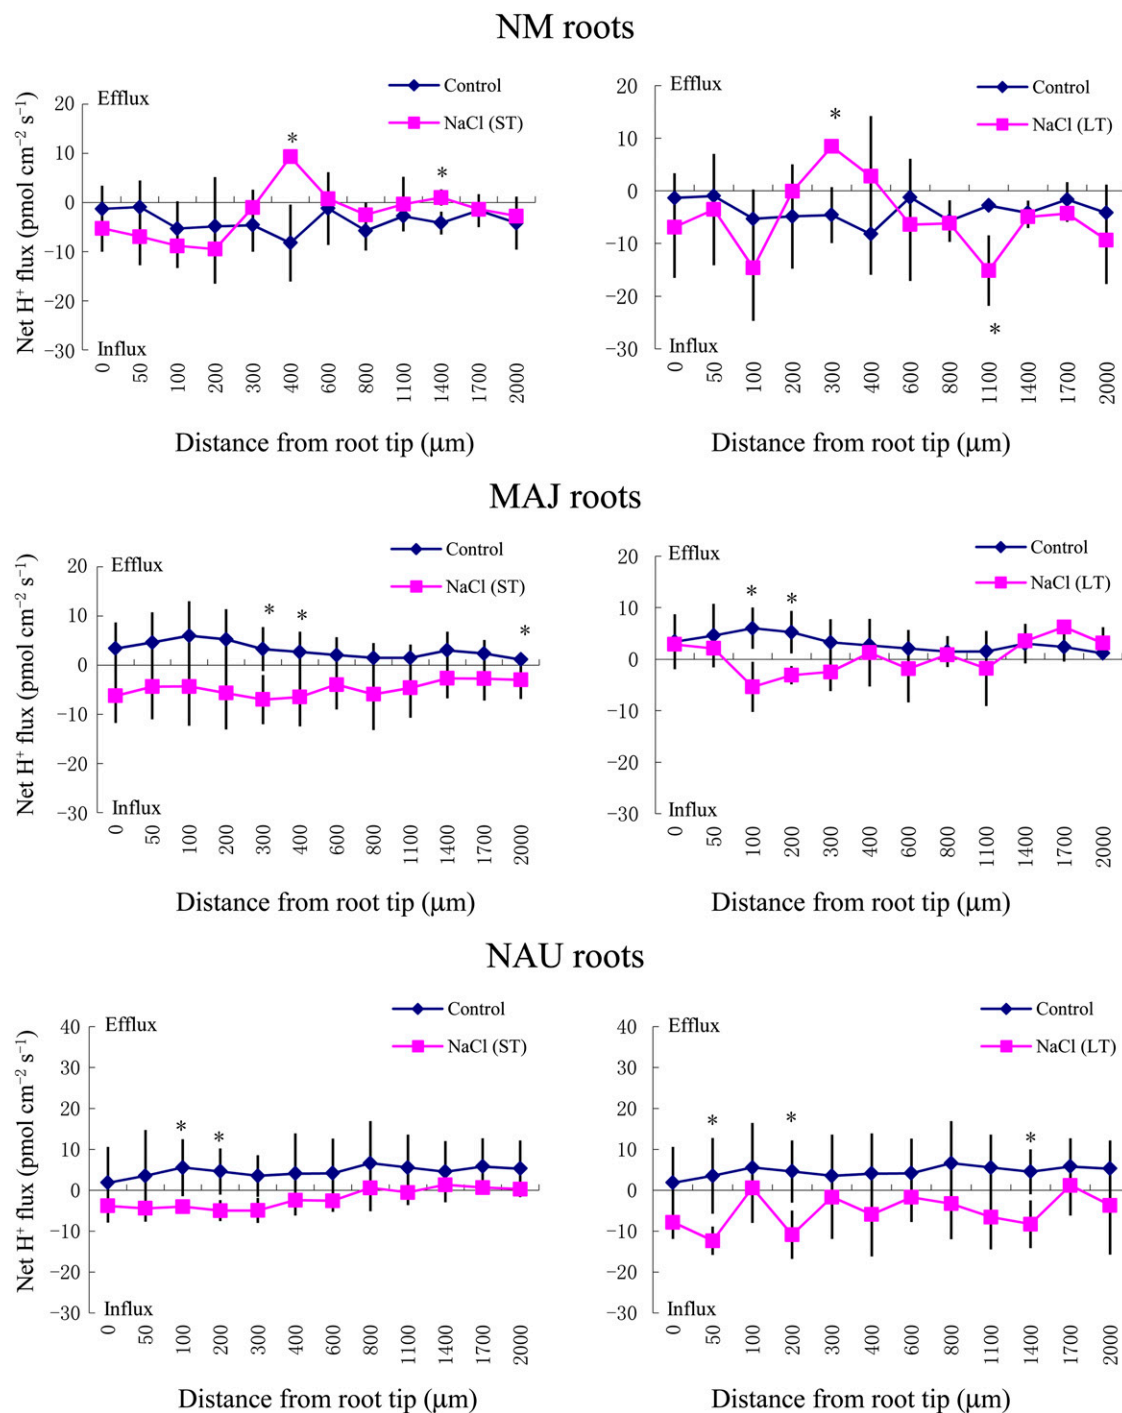 NM roots
Net H⁺ flux (pmol cm⁻² s⁻¹)
Efflux
Control
NaCl (ST)
20
10
0
−10
−20
−30
*
*
Influx
0 50 100 200 300 400 600 800 1100 1400 1700 2000
Distance from root tip (μm)
Efflux
Control
NaCl (LT)
20
10
0
−10
−20
−30
*
*
Influx
0 50 100 200 300 400 600 800 1100 1400 1700 2000
Distance from root tip (μm)
MAJ roots
Net H⁺ flux (pmol cm⁻² s⁻¹)
Efflux
Control
NaCl (ST)
20
10
0
−10
−20
−30
* * *
Influx
0 50 100 200 300 400 600 800 1100 1400 1700 2000
Distance from root tip (μm)
Efflux
Control
NaCl (LT)
20
10
0
−10
−20
−30
* *
Influx
0 50 100 200 300 400 600 800 1100 1400 1700 2000
Distance from root tip (μm)
NAU roots
Net H⁺ flux (pmol cm⁻² s⁻¹)
Efflux
Control
NaCl (ST)
40
30
20
10
0
−10
−20
−30
* *
Influx
0 50 100 200 300 400 600 800 1100 1400 1700 2000
Distance from root tip (μm)
Efflux
Control
NaCl (LT)
40
30
20
10
0
−10
−20
−30
* * *
Influx
0 50 100 200 300 400 600 800 1100 1400 1700 2000
Distance from root tip (μm)